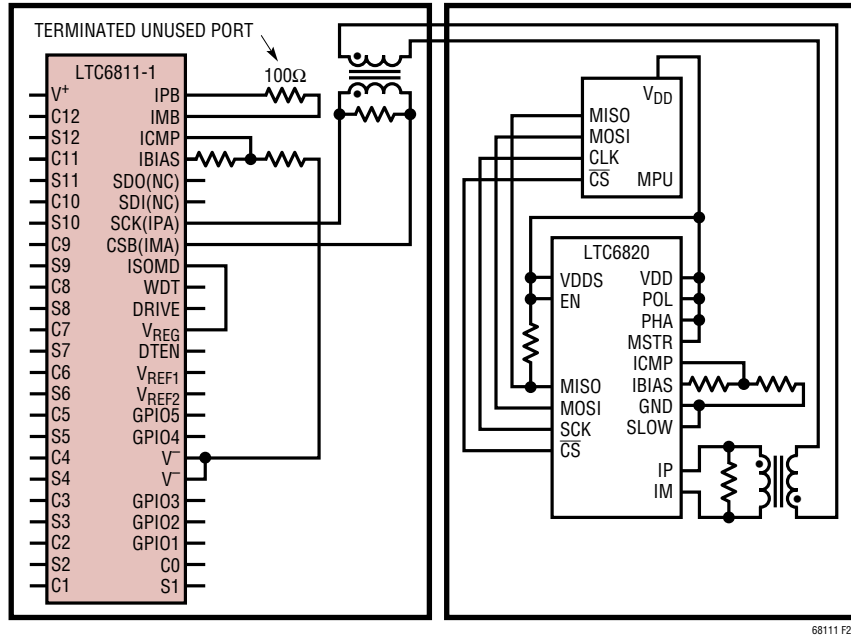 TERMINATED UNUSED PORT
100Ω
LTC6811-1
V+
C12
S12
C11
S11
C10
S10
C9
S9
C8
S8
C7
S7
C6
S6
C5
S5
C4
S4
C3
S3
C2
S2
C1
IPB
IMB
ICMP
IBIAS
SDO(NC)
SDI(NC)
SCK(IPA)
CSB(IMA)
ISOMD
WDT
DRIVE
VREG
DTEN
VREF1
VREF2
GPIO5
GPIO4
V–
V–
GPIO3
GPIO2
GPIO1
C0
S1
VDD
MISO
MOSI
CLK
CS
MPU
LTC6820
VDDS
EN
MISO
MOSI
SCK
CS
VDD
POL
PHA
MSTR
ICMP
IBIAS
GND
SLOW
IP
IM